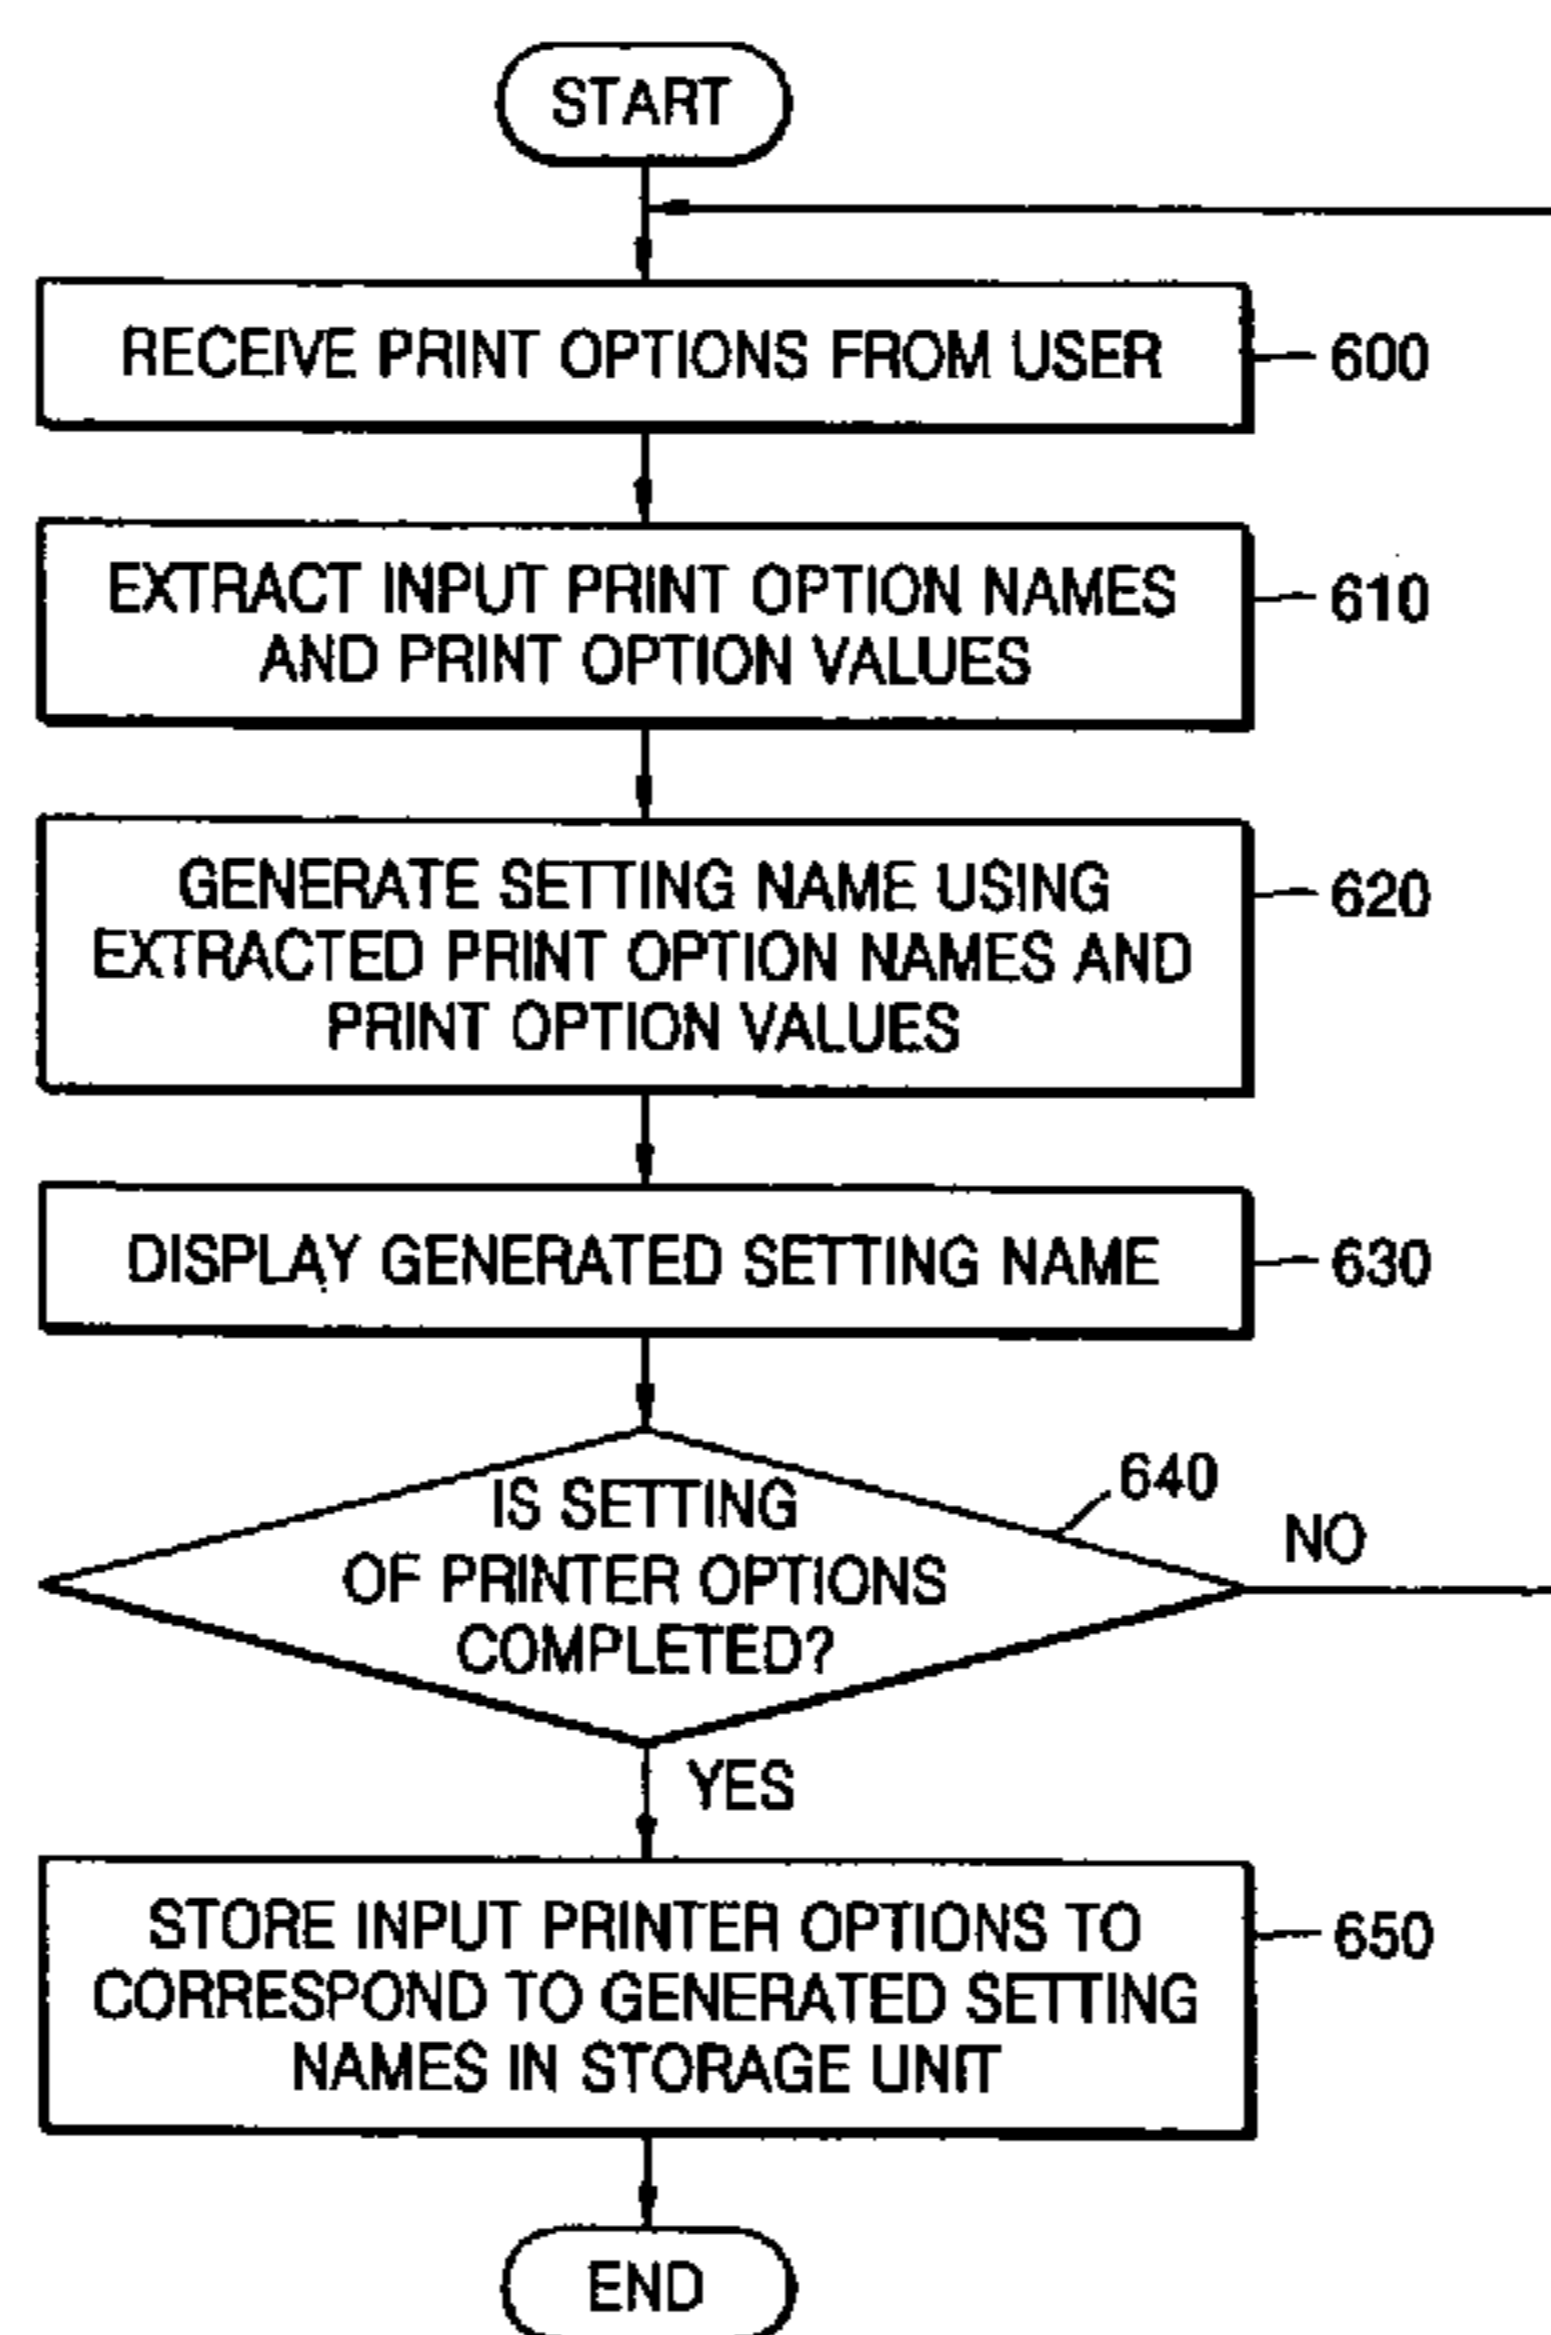 START
RECEIVE PRINT OPTIONS FROM USER
600
EXTRACT INPUT PRINT OPTION NAMES
AND PRINT OPTION VALUES
610
GENERATE SETTING NAME USING
EXTRACTED PRINT OPTION NAMES AND
PRINT OPTION VALUES
620
DISPLAY GENERATED SETTING NAME
630
IS SETTING
OF PRINTER OPTIONS
COMPLETED?
640
NO
YES
STORE INPUT PRINTER OPTIONS TO
CORRESPOND TO GENERATED SETTING
NAMES IN STORAGE UNIT
650
END